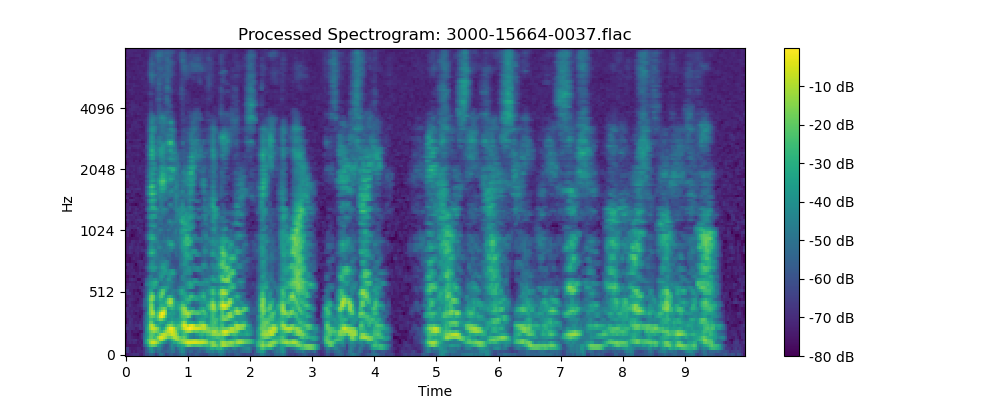 Processed Spectrogram: 3000-15664-0037.flac
Hz
4096
2048
1024
512
0
0 1 2 3 4 5 6 7 8 9
Time
-10 dB
-20 dB
-30 dB
-40 dB
-50 dB
-60 dB
-70 dB
-80 dB